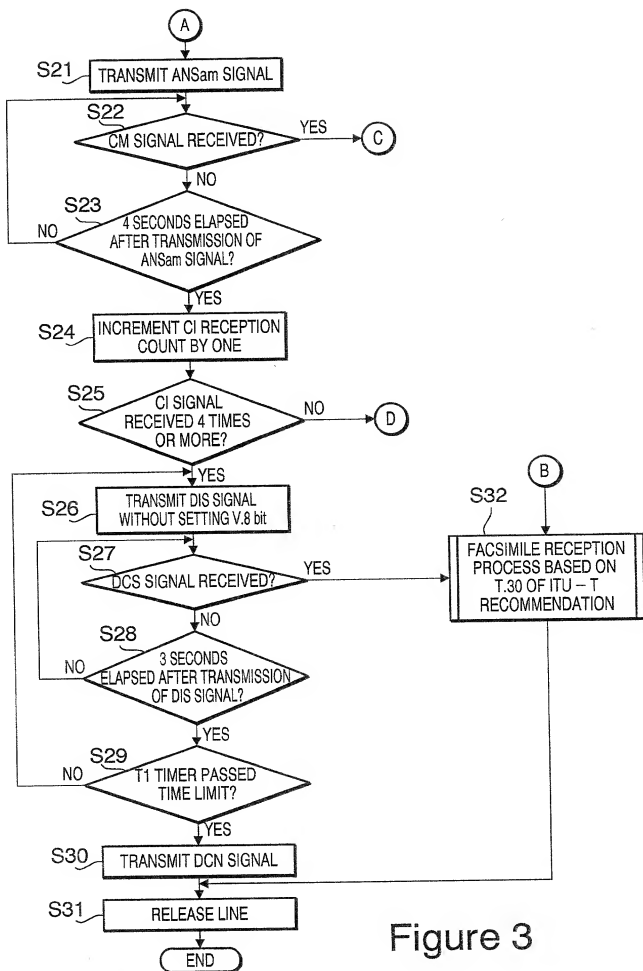 A
S21
TRANSMIT ANSam SIGNAL
S22
CM SIGNAL RECEIVED?
YES
C
NO
S23
4 SECONDS ELAPSED
AFTER TRANSMISSION OF
ANSam SIGNAL?
NO
YES
S24
INCREMENT CI RECEPTION
COUNT BY ONE
S25
CI SIGNAL
RECEIVED 4 TIMES
OR MORE?
NO
D
YES
S26
TRANSMIT DIS SIGNAL
WITHOUT SETTING V.8 bit
B
S32
FACSIMILE RECEPTION
PROCESS BASED ON
T.30 OF ITU – T
RECOMMENDATION
S27
DCS SIGNAL RECEIVED?
YES
NO
S28
3 SECONDS
ELAPSED AFTER TRANSMISSION
OF DIS SIGNAL?
NO
YES
S29
T1 TIMER PASSED
TIME LIMIT?
NO
YES
S30
TRANSMIT DCN SIGNAL
S31
RELEASE LINE
END
Figure 3